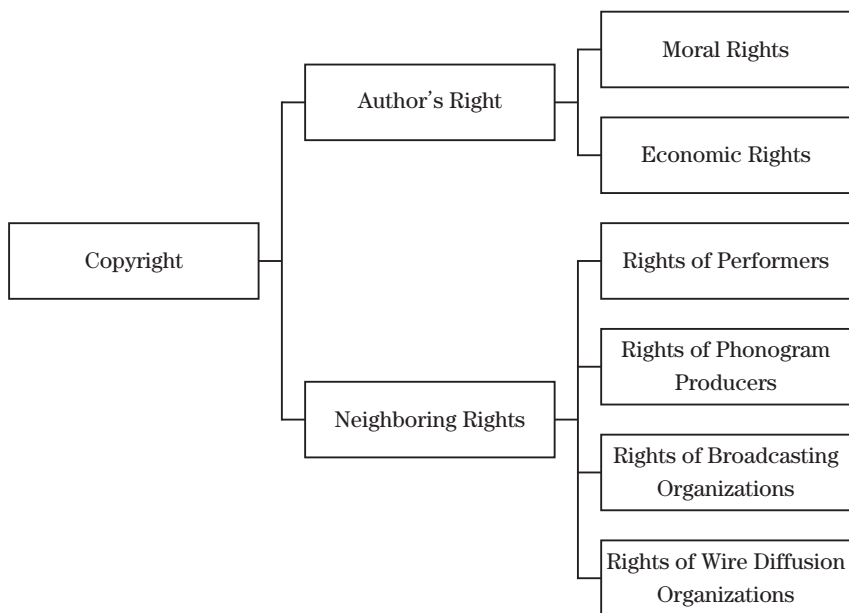 Moral Rights
Author’s Right
Economic Rights
Copyright
Rights of Performers
Rights of Phonogram
Producers
Neighboring Rights
Rights of Broadcasting
Organizations
Rights of Wire Diffusion
Organizations